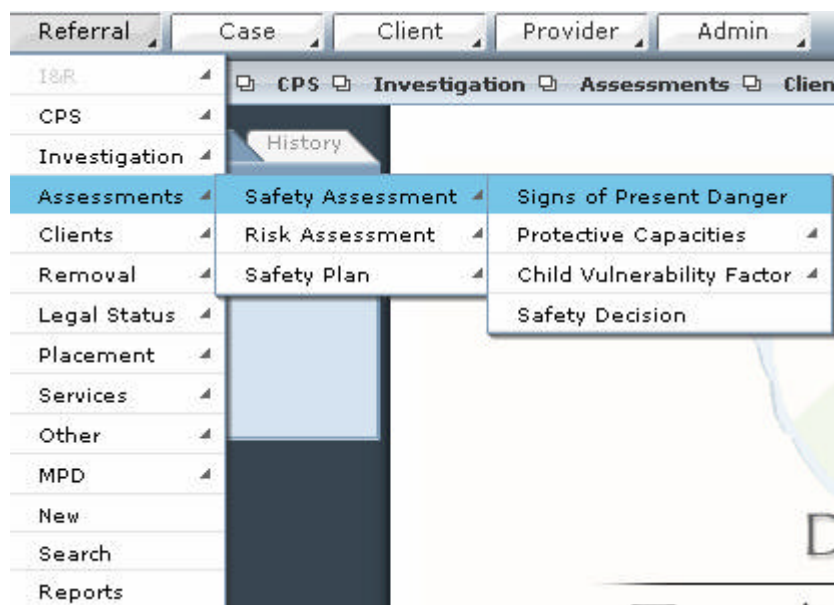 Referral Case Client Provider Admin
I&R CPS Investigation Assessments Clien
CPS
Investigation History
Assessments Safety Assessment Signs of Present Danger
Clients Risk Assessment Protective Capacities
Removal Safety Plan Child Vulnerability Factor
Legal Status Safety Decision
Placement
Services
Other
MPD
New
D
Search
Reports